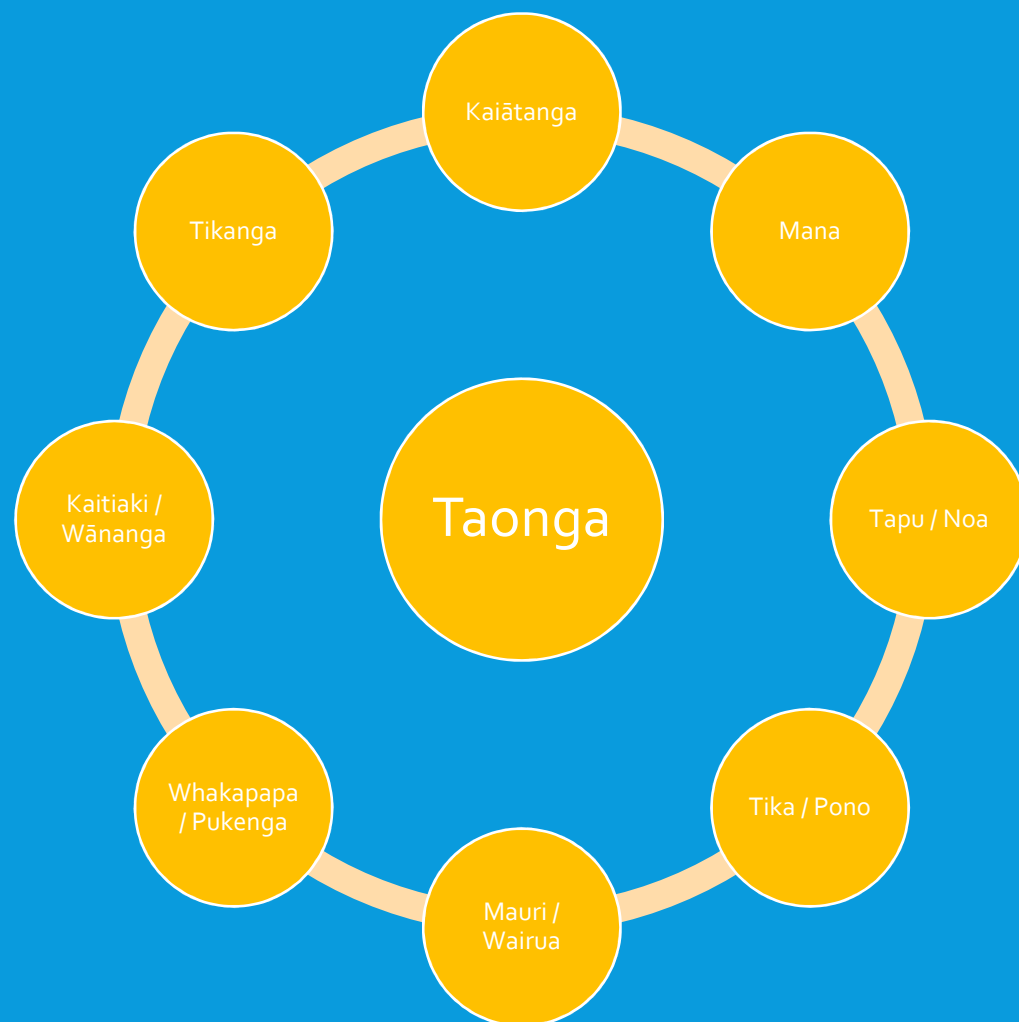 Kaiātanga
Tikanga
Mana
Kaitiaki /
Wānanga
Taonga
Tapu / Noa
Whakapapa
/ Pukenga
Tika / Pono
Mauri /
Wairua